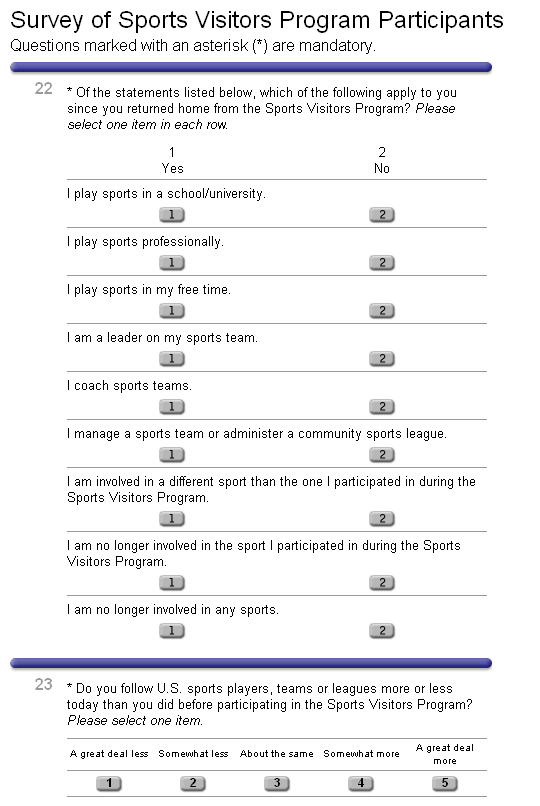 Survey of Sports Visitors Program Participants
Questions marked with an asterisk (*) are mandatory.
22
* Of the statements listed below, which of the following apply to you
since you returned home from the Sports Visitors Program? Please
select one item in each row.
1 2
Yes No
I play sports in a school/university.
1 2
I play sports professionally.
1 2
I play sports in my free time.
1 2
I am a leader on my sports team.
1 2
I coach sports teams.
1 2
I manage a sports team or administer a community sports league.
1 2
I am involved in a different sport than the one I participated in during the
Sports Visitors Program.
1 2
I am no longer involved in the sport I participated in during the Sports
Visitors Program.
1 2
I am no longer involved in any sports.
1 2
23
* Do you follow U.S. sports players, teams or leagues more or less
today than you did before participating in the Sports Visitors Program?
Please select one item.
A great deal less Somewhat less About the same Somewhat more A great deal more
1 2 3 4 5